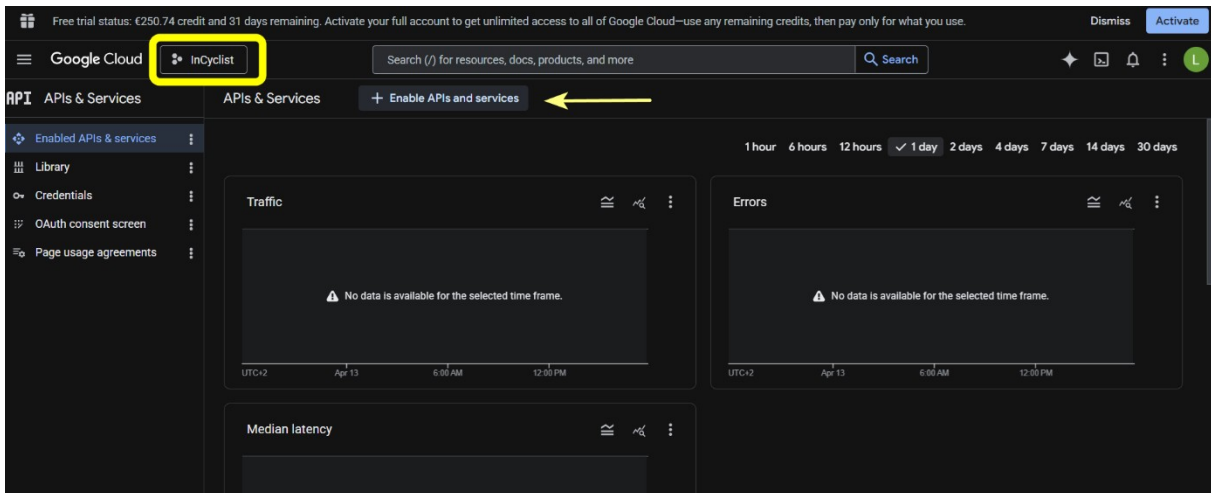 Free trial status: €250.74 credit and 31 days remaining. Activate your full account to get unlimited access to all of Google Cloud—use any remaining credits, then pay only for what you use. Dismiss Activate
Google Cloud InCyclist Search (/) for resources, docs, products, and more Search L
API APIs & Services APIs & Services + Enable APIs and services
Enabled APIs & services
1 hour 6 hours 12 hours 1 day 2 days 4 days 7 days 14 days 30 days
Library
Credentials
OAuth consent screen
Page usage agreements
Traffic Errors
No data is available for the selected time frame. No data is available for the selected time frame.
UTC+2 Apr 13 6:00 AM 12:00 PM UTC+2 Apr 13 6:00 AM 12:00 PM
Median latency